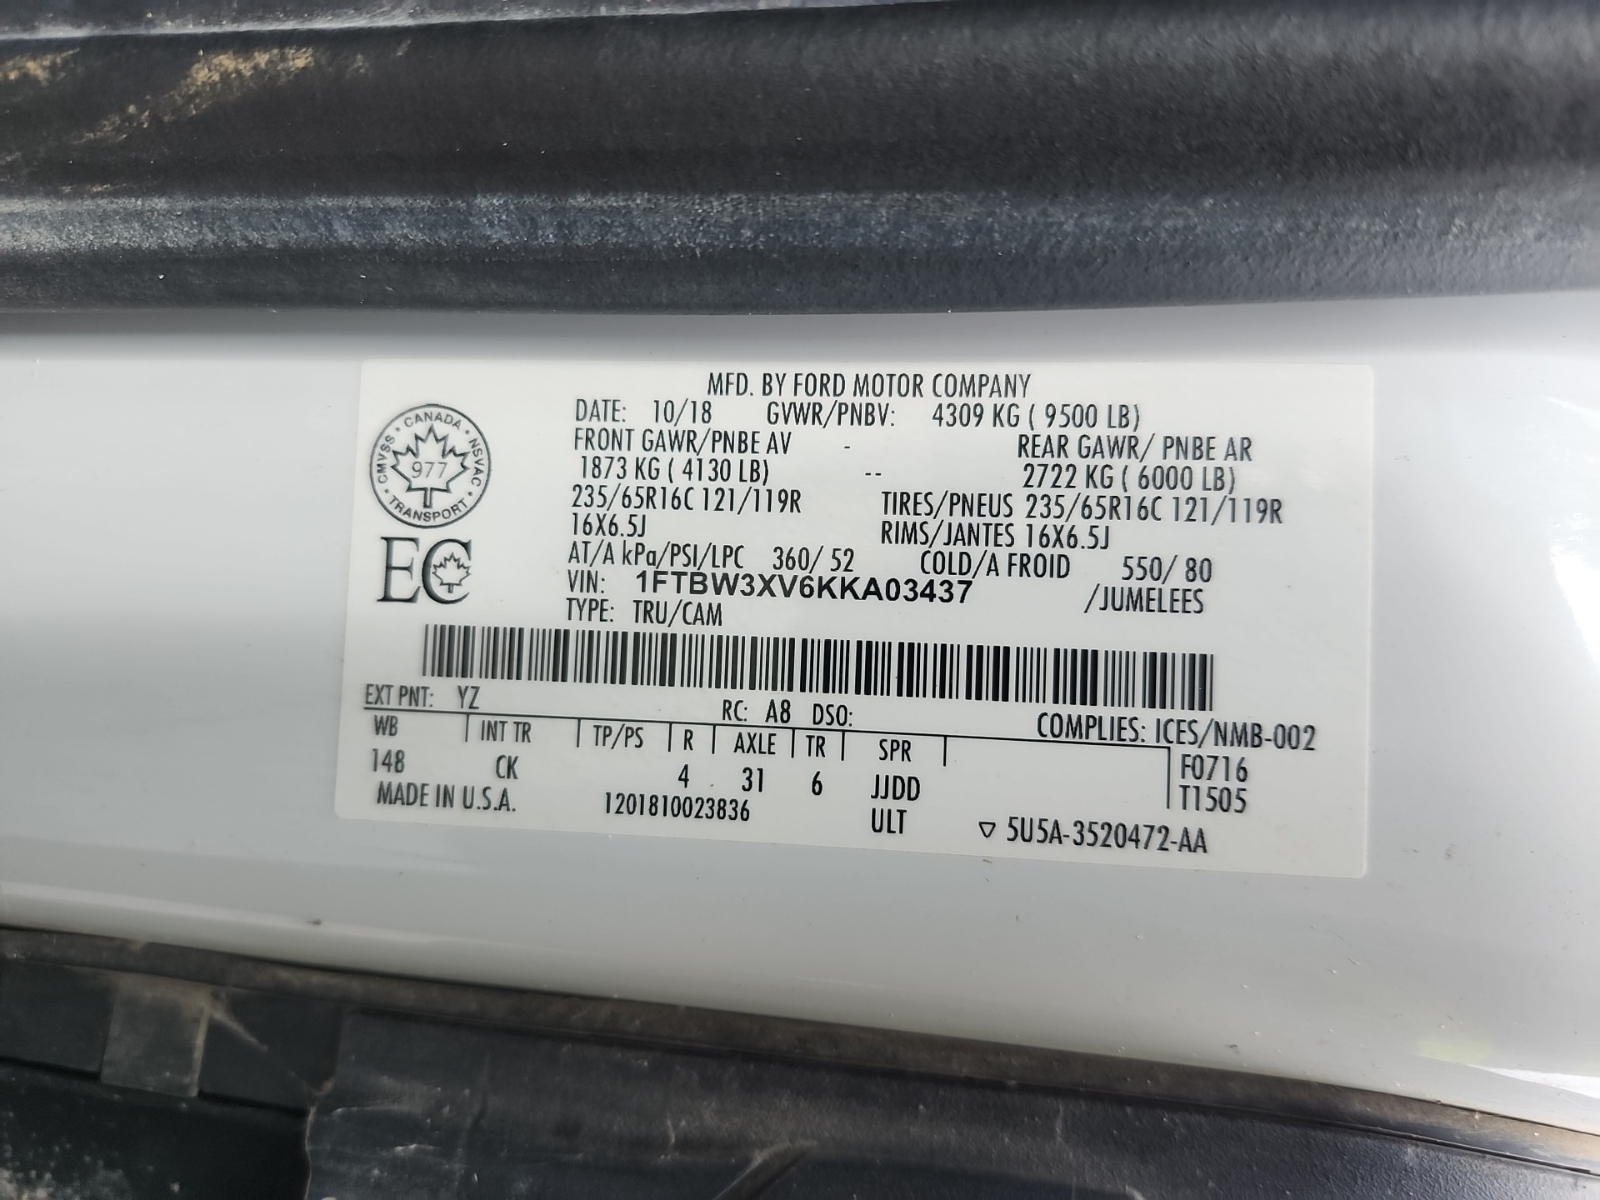 MFD. BY FORD MOTOR COMPANY
DATE: 10/18 GVWR/PNBV: 4309 KG ( 9500 LB)
FRONT GAWR/PNBE AV - REAR GAWR/ PNBE AR
1873 KG ( 4130 LB) -- 2722 KG ( 6000 LB)
235/65R16C 121/119R TIRES/PNEUS 235/65R16C 121/119R
16X6.5J RIMS/JANTES 16X6.5J
AT/A kPa/PSI/LPC 360/ 52 COLD/A FROID 550/ 80
VIN: 1FTBW3XV6KKA03437 /JUMELEES
TYPE: TRU/CAM
CANADA · NSVAC · TRANSPORT · CMVSS ·
977
EC
EXT PNT: YZ RC: A8 DSO: COMPLIES: ICES/NMB-002
WB INT TR TP/PS R AXLE TR SPR F0716
148 CK 4 31 6 JJDD T1505
MADE IN U.S.A. 1201810023836 ULT ▽ 5U5A-3520472-AA